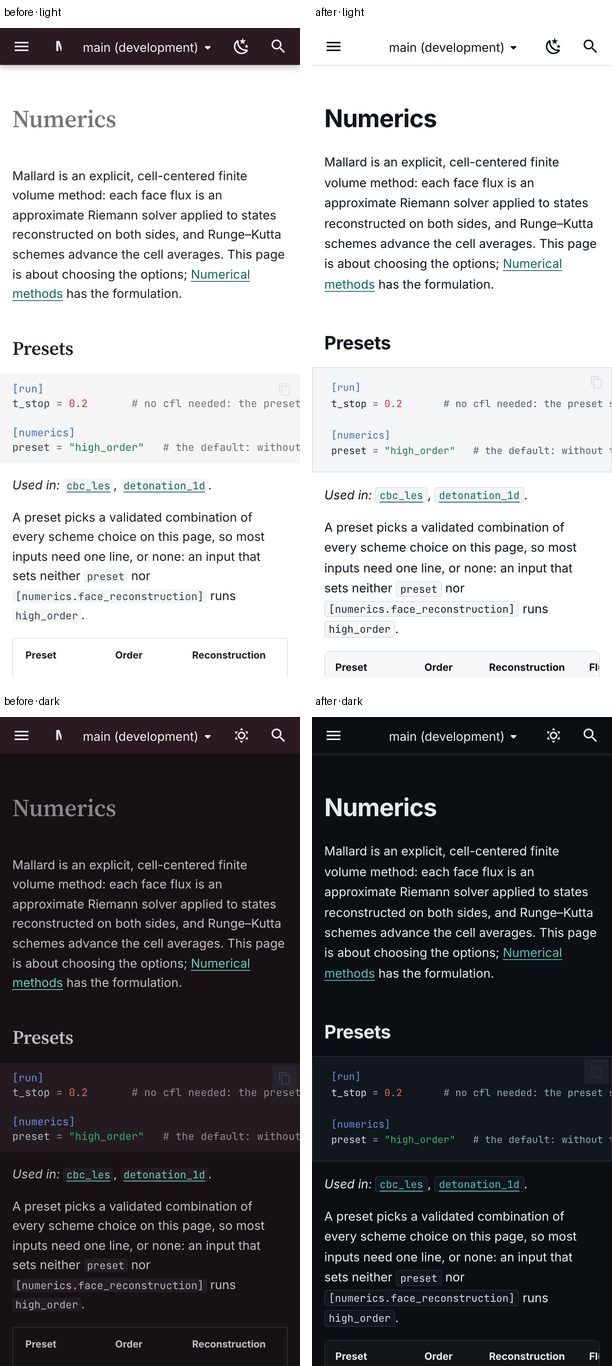 before·light
main (development)
Numerics
Mallard is an explicit, cell-centered finite
volume method: each face flux is an
approximate Riemann solver applied to states
reconstructed on both sides, and Runge–Kutta
schemes advance the cell averages. This page
is about choosing the options; Numerical
methods has the formulation.
Presets
[run]
t_stop = 0.2 # no cfl needed: the preset
[numerics]
preset = "high_order" # the default: without
Used in: cbc_les , detonation_1d .
A preset picks a validated combination of
every scheme choice on this page, so most
inputs need one line, or none: an input that
sets neither preset nor
[numerics.face_reconstruction] runs
high_order .
Preset Order Reconstruction
after·light
main (development)
Numerics
Mallard is an explicit, cell-centered finite
volume method: each face flux is an
approximate Riemann solver applied to states
reconstructed on both sides, and Runge–Kutta
schemes advance the cell averages. This page
is about choosing the options; Numerical
methods has the formulation.
Presets
[run]
t_stop = 0.2 # no cfl needed: the preset
[numerics]
preset = "high_order" # the default: without
Used in: cbc_les , detonation_1d .
A preset picks a validated combination of
every scheme choice on this page, so most
inputs need one line, or none: an input that
sets neither preset nor
[numerics.face_reconstruction] runs
high_order .
Preset Order Reconstruction
before·dark
main (development)
Numerics
Mallard is an explicit, cell-centered finite
volume method: each face flux is an
approximate Riemann solver applied to states
reconstructed on both sides, and Runge–Kutta
schemes advance the cell averages. This page
is about choosing the options; Numerical
methods has the formulation.
Presets
[run]
t_stop = 0.2 # no cfl needed: the preset
[numerics]
preset = "high_order" # the default: without
Used in: cbc_les , detonation_1d .
A preset picks a validated combination of
every scheme choice on this page, so most
inputs need one line, or none: an input that
sets neither preset nor
[numerics.face_reconstruction] runs
high_order .
Preset Order Reconstruction
after·dark
main (development)
Numerics
Mallard is an explicit, cell-centered finite
volume method: each face flux is an
approximate Riemann solver applied to states
reconstructed on both sides, and Runge–Kutta
schemes advance the cell averages. This page
is about choosing the options; Numerical
methods has the formulation.
Presets
[run]
t_stop = 0.2 # no cfl needed: the preset
[numerics]
preset = "high_order" # the default: without
Used in: cbc_les , detonation_1d .
A preset picks a validated combination of
every scheme choice on this page, so most
inputs need one line, or none: an input that
sets neither preset nor
[numerics.face_reconstruction] runs
high_order .
Preset Order Reconstruction